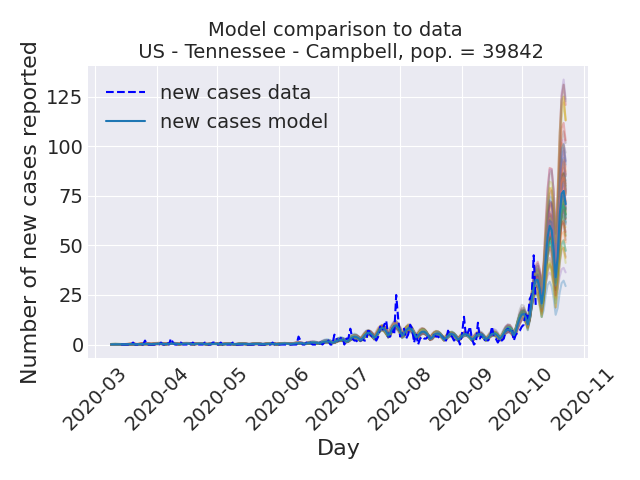 Model comparison to data
US - Tennessee - Campbell, pop. = 39842
new cases data
new cases model
Number of new cases reported
125
100
75
50
25
0
2020-03
2020-04
2020-05
2020-06
2020-07
2020-08
2020-09
2020-10
2020-11
Day